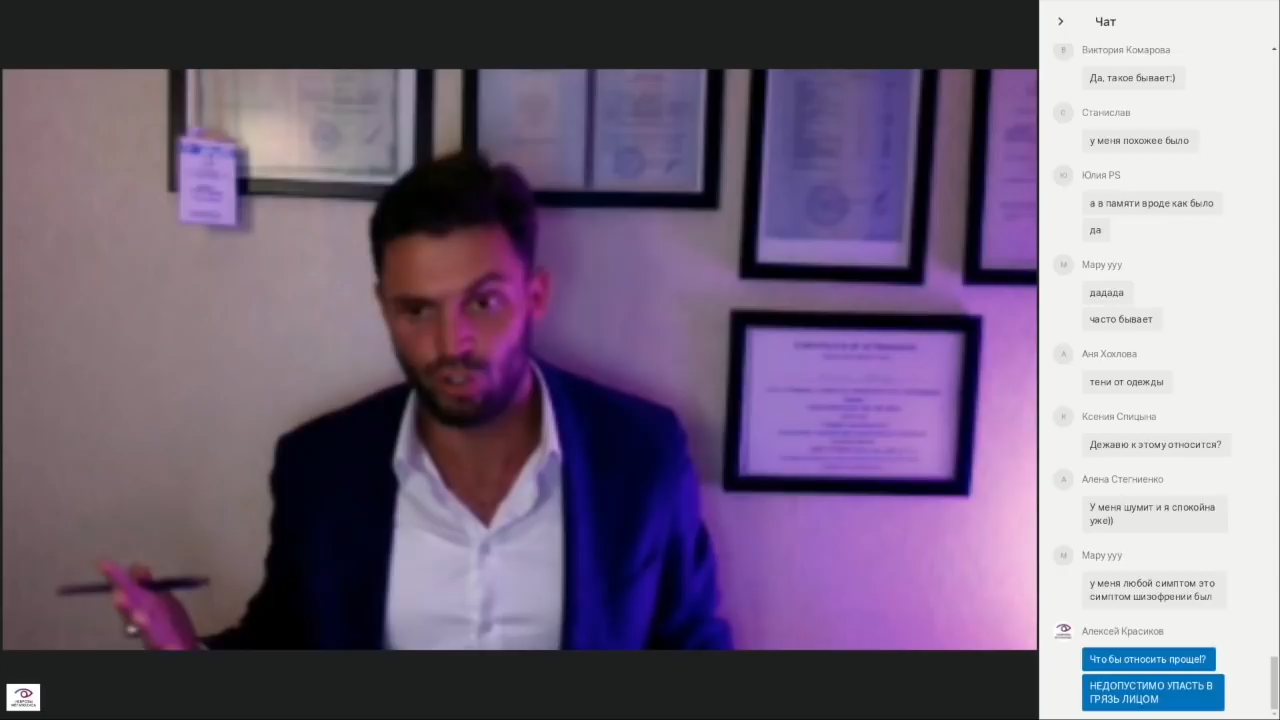 Чат
В
Виктория Комарова
Да, такое бывает:)
С
Станислав
у меня похожее было
Ю
Юлия PS
а в памяти вроде как было
да
М
Мару ууу
дадада
часто бывает
А
Аня Хохлова
тени от одежды
К
Ксения Спицына
Дежавю к этому относится?
А
Алена Стегниенко
У меня шумит и я спокойна
уже))
М
Мару ууу
у меня любой симптом это
симптом шизофрении был
Алексей Красиков
Что бы относить проще!?
НЕДОПУСТИМО УПАСТЬ В
ГРЯЗЬ ЛИЦОМ